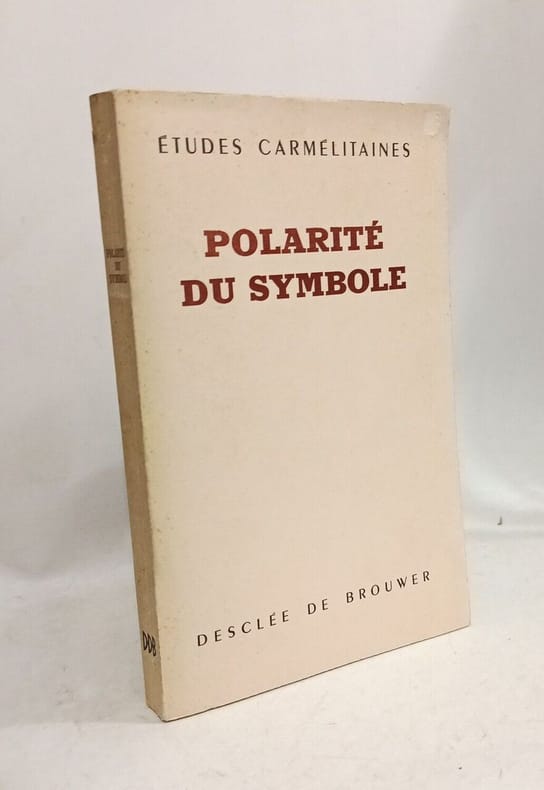 ÉTUDES CARMÉLITAINES
POLARITÉ
DU SYMBOLE
DESCLÉE DE BROUWER
POLARITÉ
DU
SYMBOLE
DDB